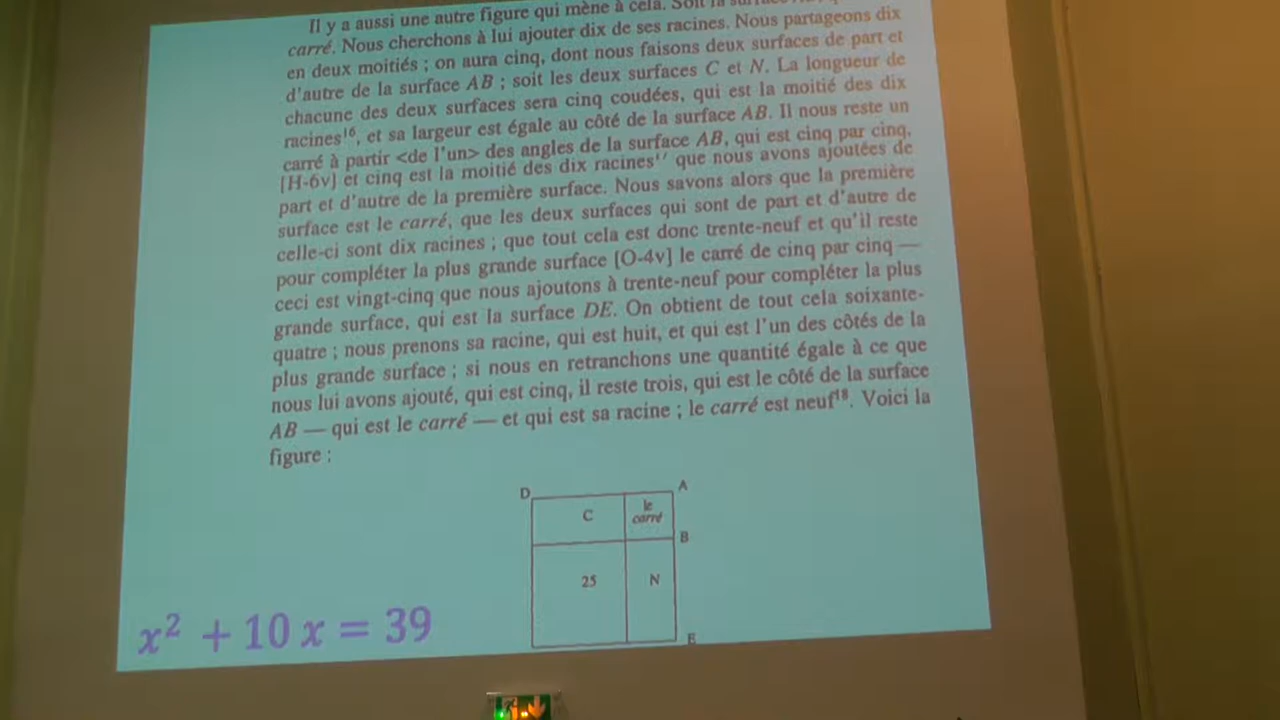 Il y a aussi une autre figure qui mène à cela. Soit la
carré. Nous cherchons à lui ajouter dix de ses racines. Nous partageons dix
en deux moitiés ; on aura cinq, dont nous faisons deux surfaces de part et
d'autre de la surface AB ; soit les deux surfaces C et N. La longueur de
chacune des deux surfaces sera cinq coudées, qui est la moitié des dix
racines¹⁶, et sa largeur est égale au côté de la surface AB. Il nous reste un
carré à partir <de l'un> des angles de la surface AB, qui est cinq par cinq,
[H-6v] et cinq est la moitié des dix racines¹⁷ que nous avons ajoutées de
part et d'autre de la première surface. Nous savons alors que la première
surface est le carré, que les deux surfaces qui sont de part et d'autre de
celle-ci sont dix racines ; que tout cela est donc trente-neuf et qu'il reste
pour compléter la plus grande surface [O-4v] le carré de cinq par cinq —
ceci est vingt-cinq que nous ajoutons à trente-neuf pour compléter la plus
grande surface, qui est la surface DE. On obtient de tout cela soixante-
quatre ; nous prenons sa racine, qui est huit, et qui est l'un des côtés de la
plus grande surface ; si nous en retranchons une quantité égale à ce que
nous lui avons ajouté, qui est cinq, il reste trois, qui est le côté de la surface
AB — qui est le carré — et qui est sa racine ; le carré est neuf¹⁸. Voici la
figure :
D A
C le carré
B
25 N
E
x² + 10 x = 39